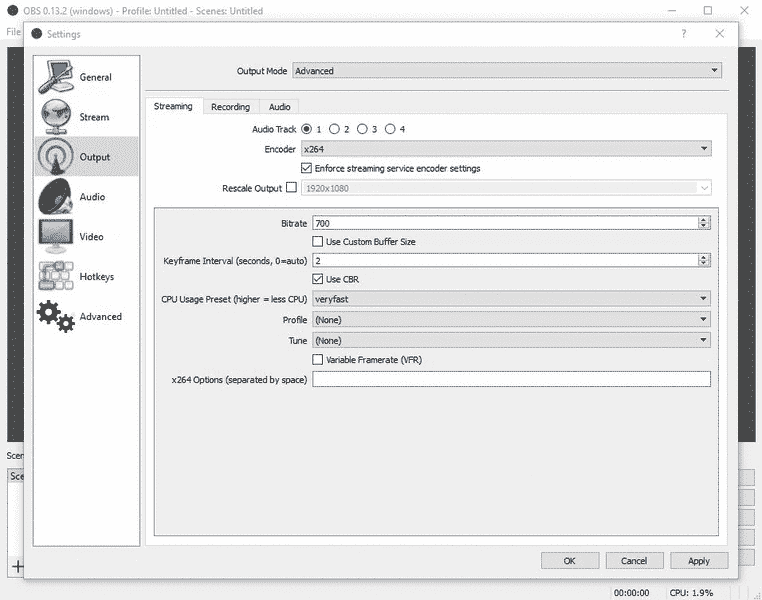 OBS 0.13.2 (windows) - Profile: Untitled - Scenes: Untitled
File
Settings
?
General
Stream
Output
Audio
Video
Hotkeys
Advanced
Output Mode Advanced
Streaming Recording Audio
Audio Track 1 2 3 4
Encoder x264
Enforce streaming service encoder settings
Rescale Output 1920x1080
Bitrate 700
Use Custom Buffer Size
Keyframe Interval (seconds, 0=auto) 2
Use CBR
CPU Usage Preset (higher = less CPU) veryfast
Profile (None)
Tune (None)
Variable Framerate (VFR)
x264 Options (separated by space)
Scen
Sce
OK Cancel Apply
00:00:00 CPU: 1.9%